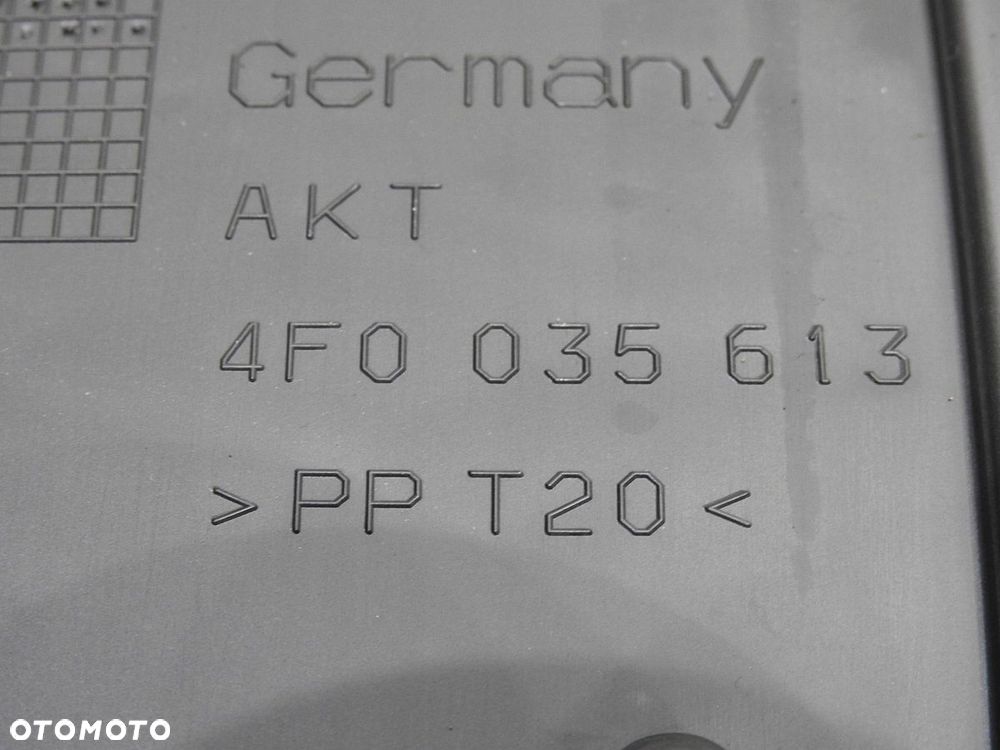 Germany
AKT
4F0 035 613
>PP T20<
OTOMOTO